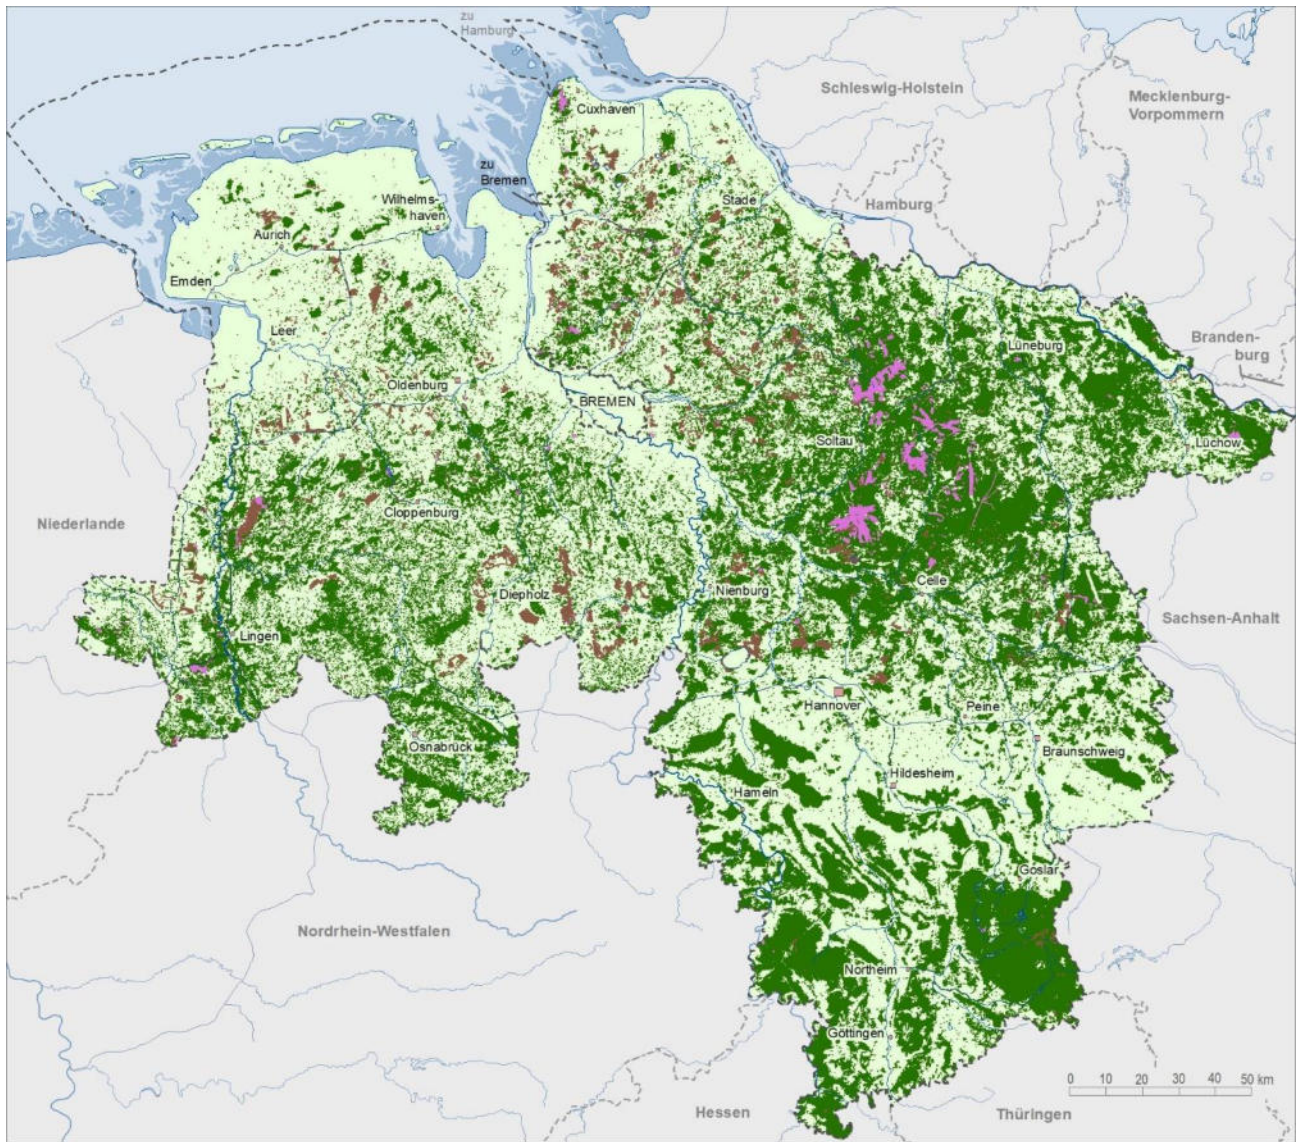 zu
Hamburg
Schleswig-Holstein
Mecklenburg-
Vorpommern
Cuxhaven
zu
Bremen
Wilhelms-
haven
Stade
Hamburg
Aurich
Emden
Leer
Lüneburg
Branden-
burg
Oldenburg
BREMEN
Soltau
Lüchow
Niederlande
Cloppenburg
Celle
Diepholz
Nienburg
Sachsen-Anhalt
Lingen
Hannover
Peine
Osnabrück
Braunschweig
Hildesheim
Hameln
Goslar
Nordrhein-Westfalen
Northeim
Göttingen
0 10 20 30 40 50 km
Hessen
Thüringen